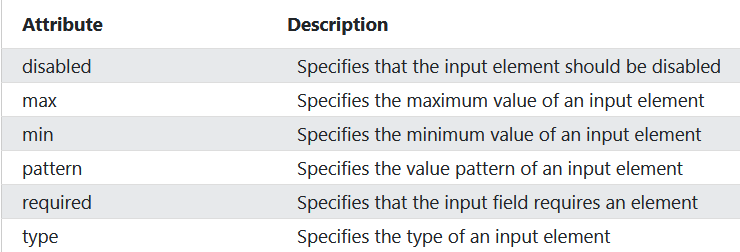 Attribute Description
disabled Specifies that the input element should be disabled
max Specifies the maximum value of an input element
min Specifies the minimum value of an input element
pattern Specifies the value pattern of an input element
required Specifies that the input field requires an element
type Specifies the type of an input element